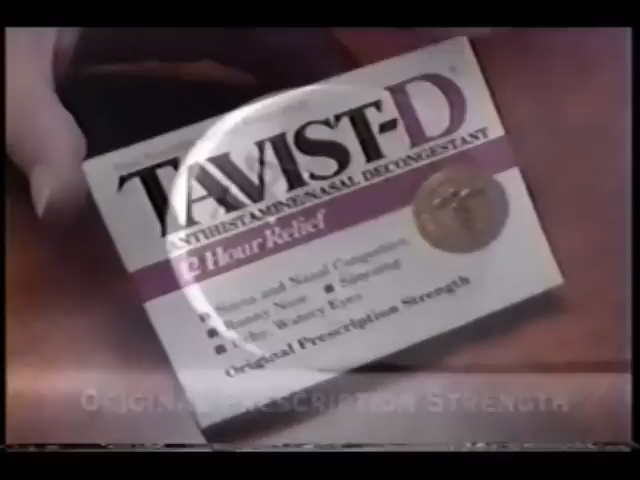 TAVIST-D
ANTIHISTAMINE/NASAL DECONGESTANT
12 Hour Relief
■ Sinus and Nasal Congestion
■ Runny Nose ■ Sneezing
■ Itchy Watery Eyes
Original Prescription Strength
ORIGINAL PRESCRIPTION STRENGTH